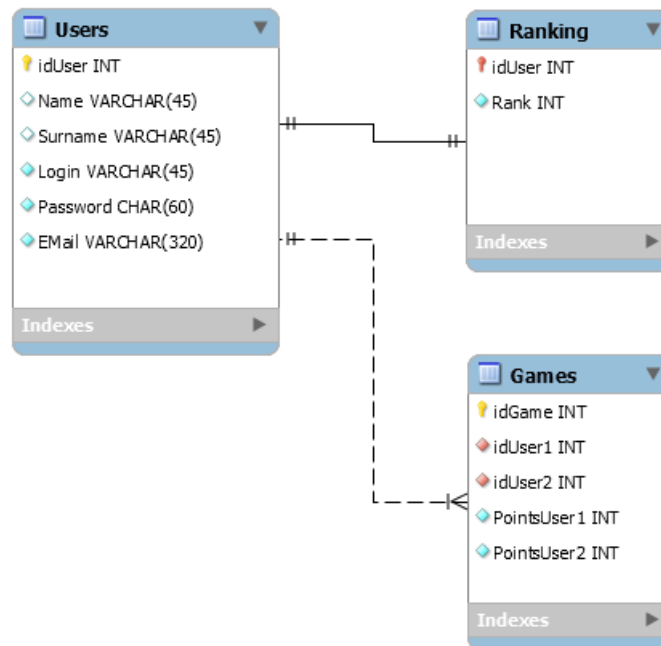 Users
idUser INT
Name VARCHAR(45)
Surname VARCHAR(45)
Login VARCHAR(45)
Password CHAR(60)
EMail VARCHAR(320)
Indexes
Ranking
idUser INT
Rank INT
Indexes
Games
idGame INT
idUser1 INT
idUser2 INT
PointsUser1 INT
PointsUser2 INT
Indexes